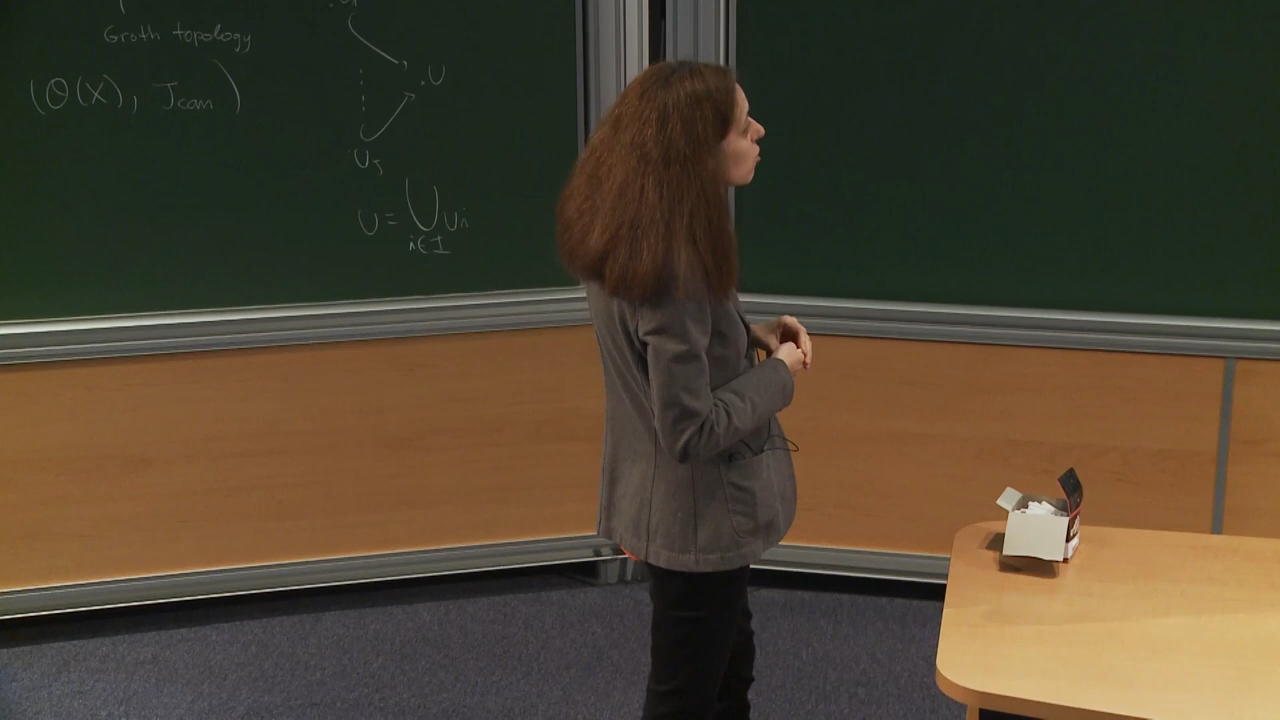 Groth topology
(O(X), Jcan)
.U
U_J
U = ⋃ U_i
i∈I